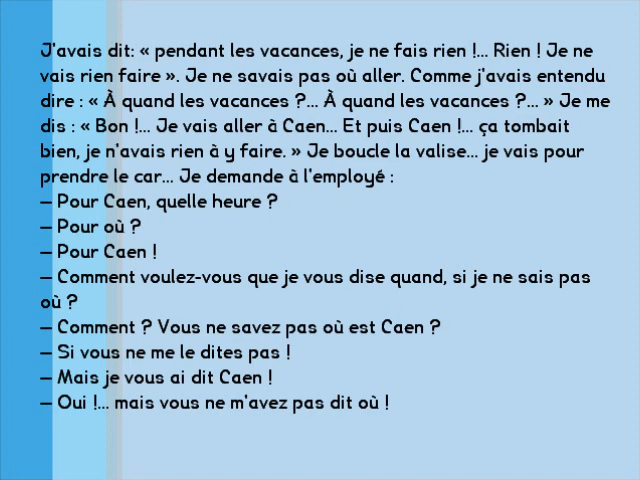 J'avais dit: « pendant les vacances, je ne fais rien !... Rien ! Je ne
vais rien faire ». Je ne savais pas où aller. Comme j'avais entendu
dire : « À quand les vacances ?... À quand les vacances ?... » Je me
dis : « Bon !... Je vais aller à Caen... Et puis Caen !... ça tombait
bien, je n'avais rien à y faire. » Je boucle la valise... je vais pour
prendre le car... Je demande à l'employé :
— Pour Caen, quelle heure ?
— Pour où ?
— Pour Caen !
— Comment voulez-vous que je vous dise quand, si je ne sais pas
où ?
— Comment ? Vous ne savez pas où est Caen ?
— Si vous ne me le dites pas !
— Mais je vous ai dit Caen !
— Oui !... mais vous ne m'avez pas dit où !